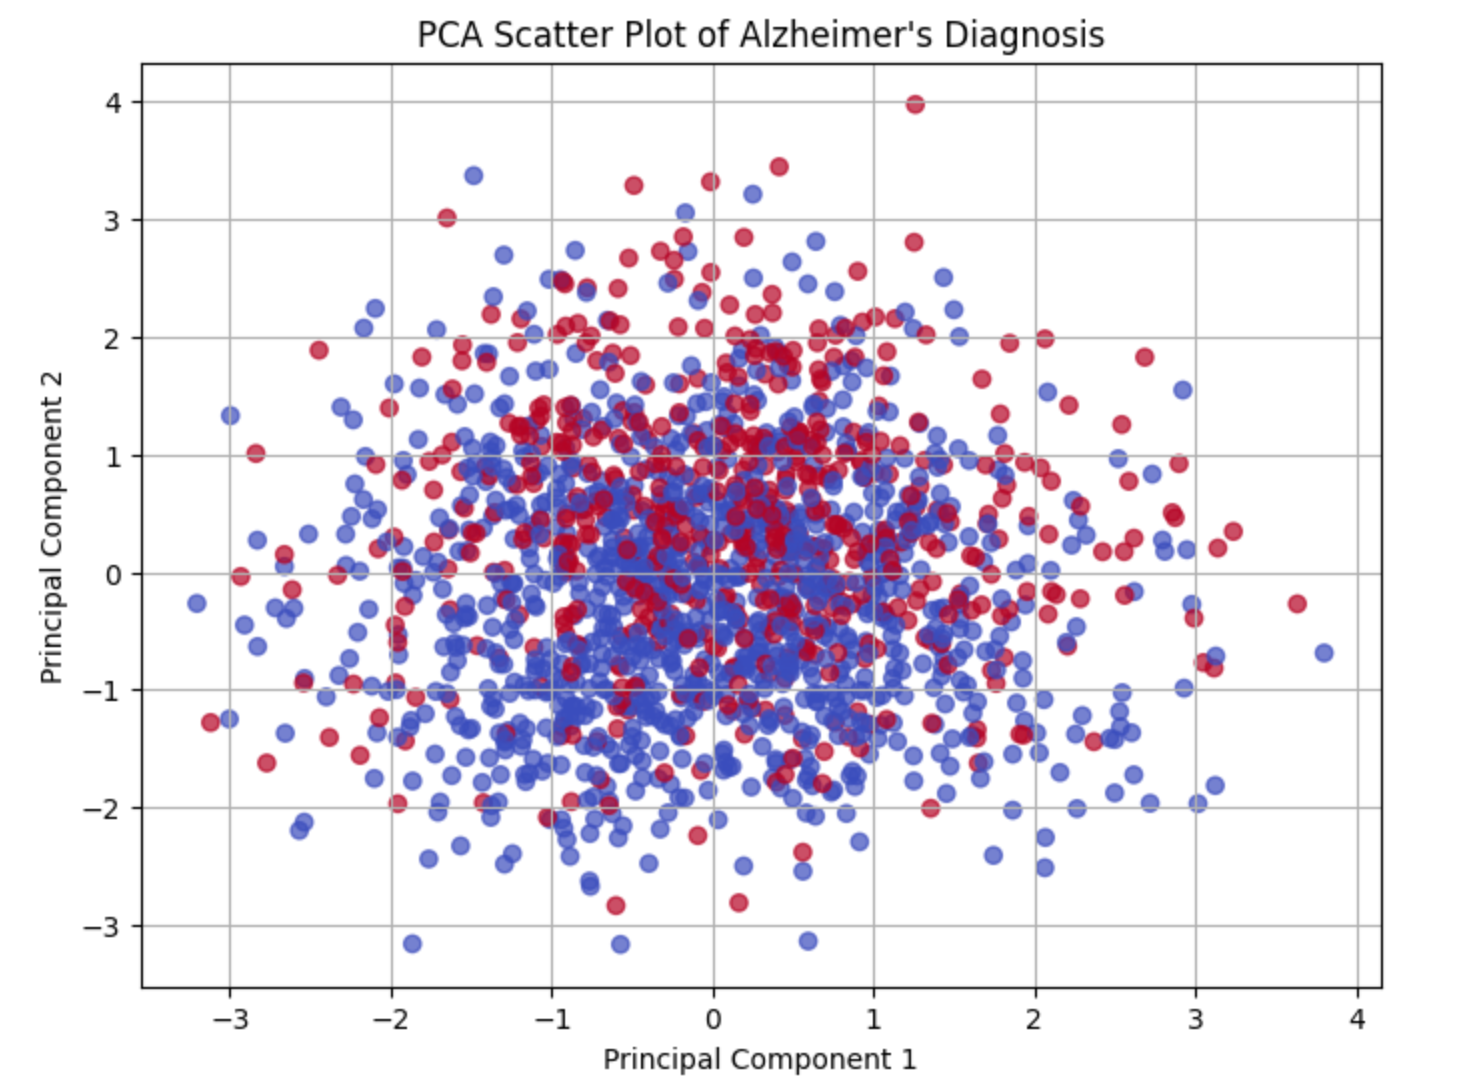 PCA Scatter Plot of Alzheimer's Diagnosis
4
3
2
1
0
−1
−2
−3
Principal Component 2
−3 −2 −1 0 1 2 3 4
Principal Component 1